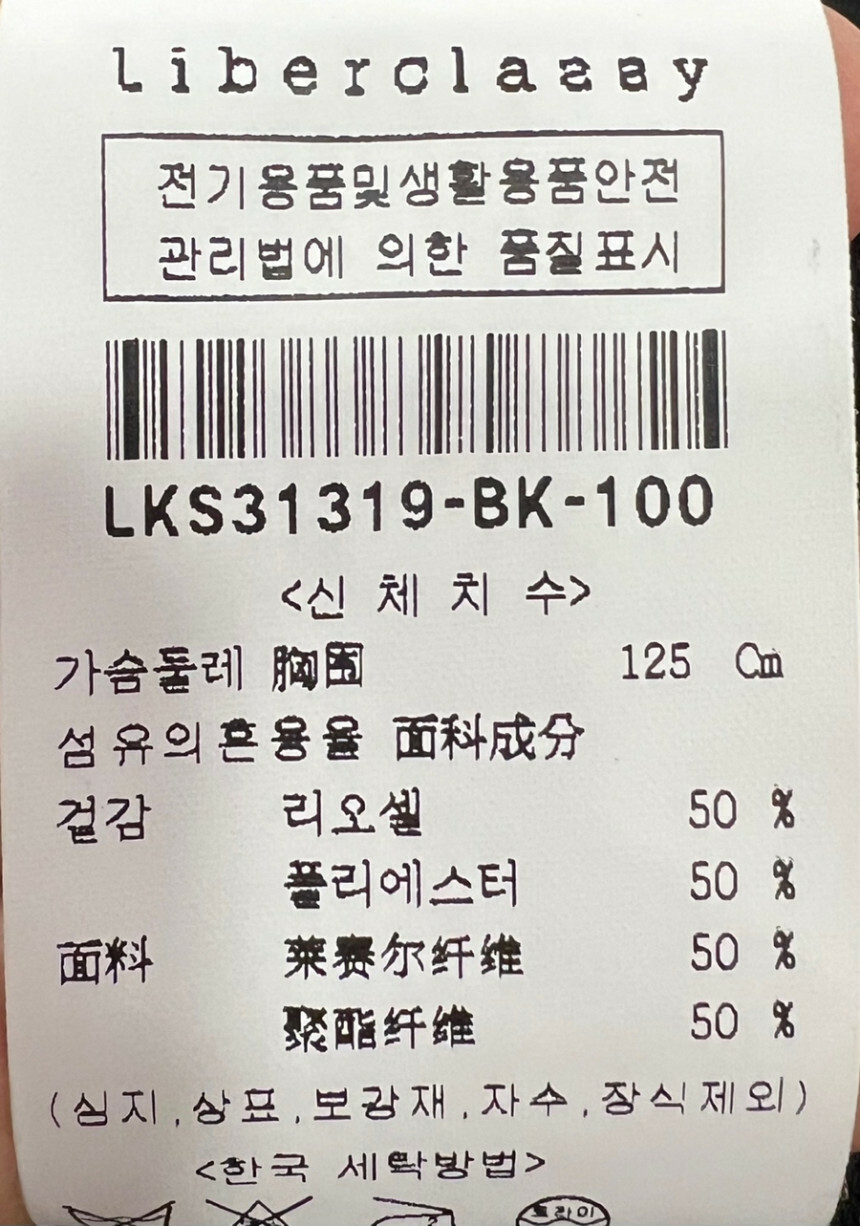 Liberclassy
전기용품및생활용품안전
관리법에 의한 품질표시
LKS31319-BK-100
<신 체 치 수>
가슴둘레 胸围 125 Cm
섬유의혼용율 面料成分
겉감 리오셀 50 %
폴리에스터 50 %
面料 莱赛尔纤维 50 %
聚酯纤维 50 %
(심지,상표,보강재,자수,장식제외)
<한국 세탁방법>
드라이